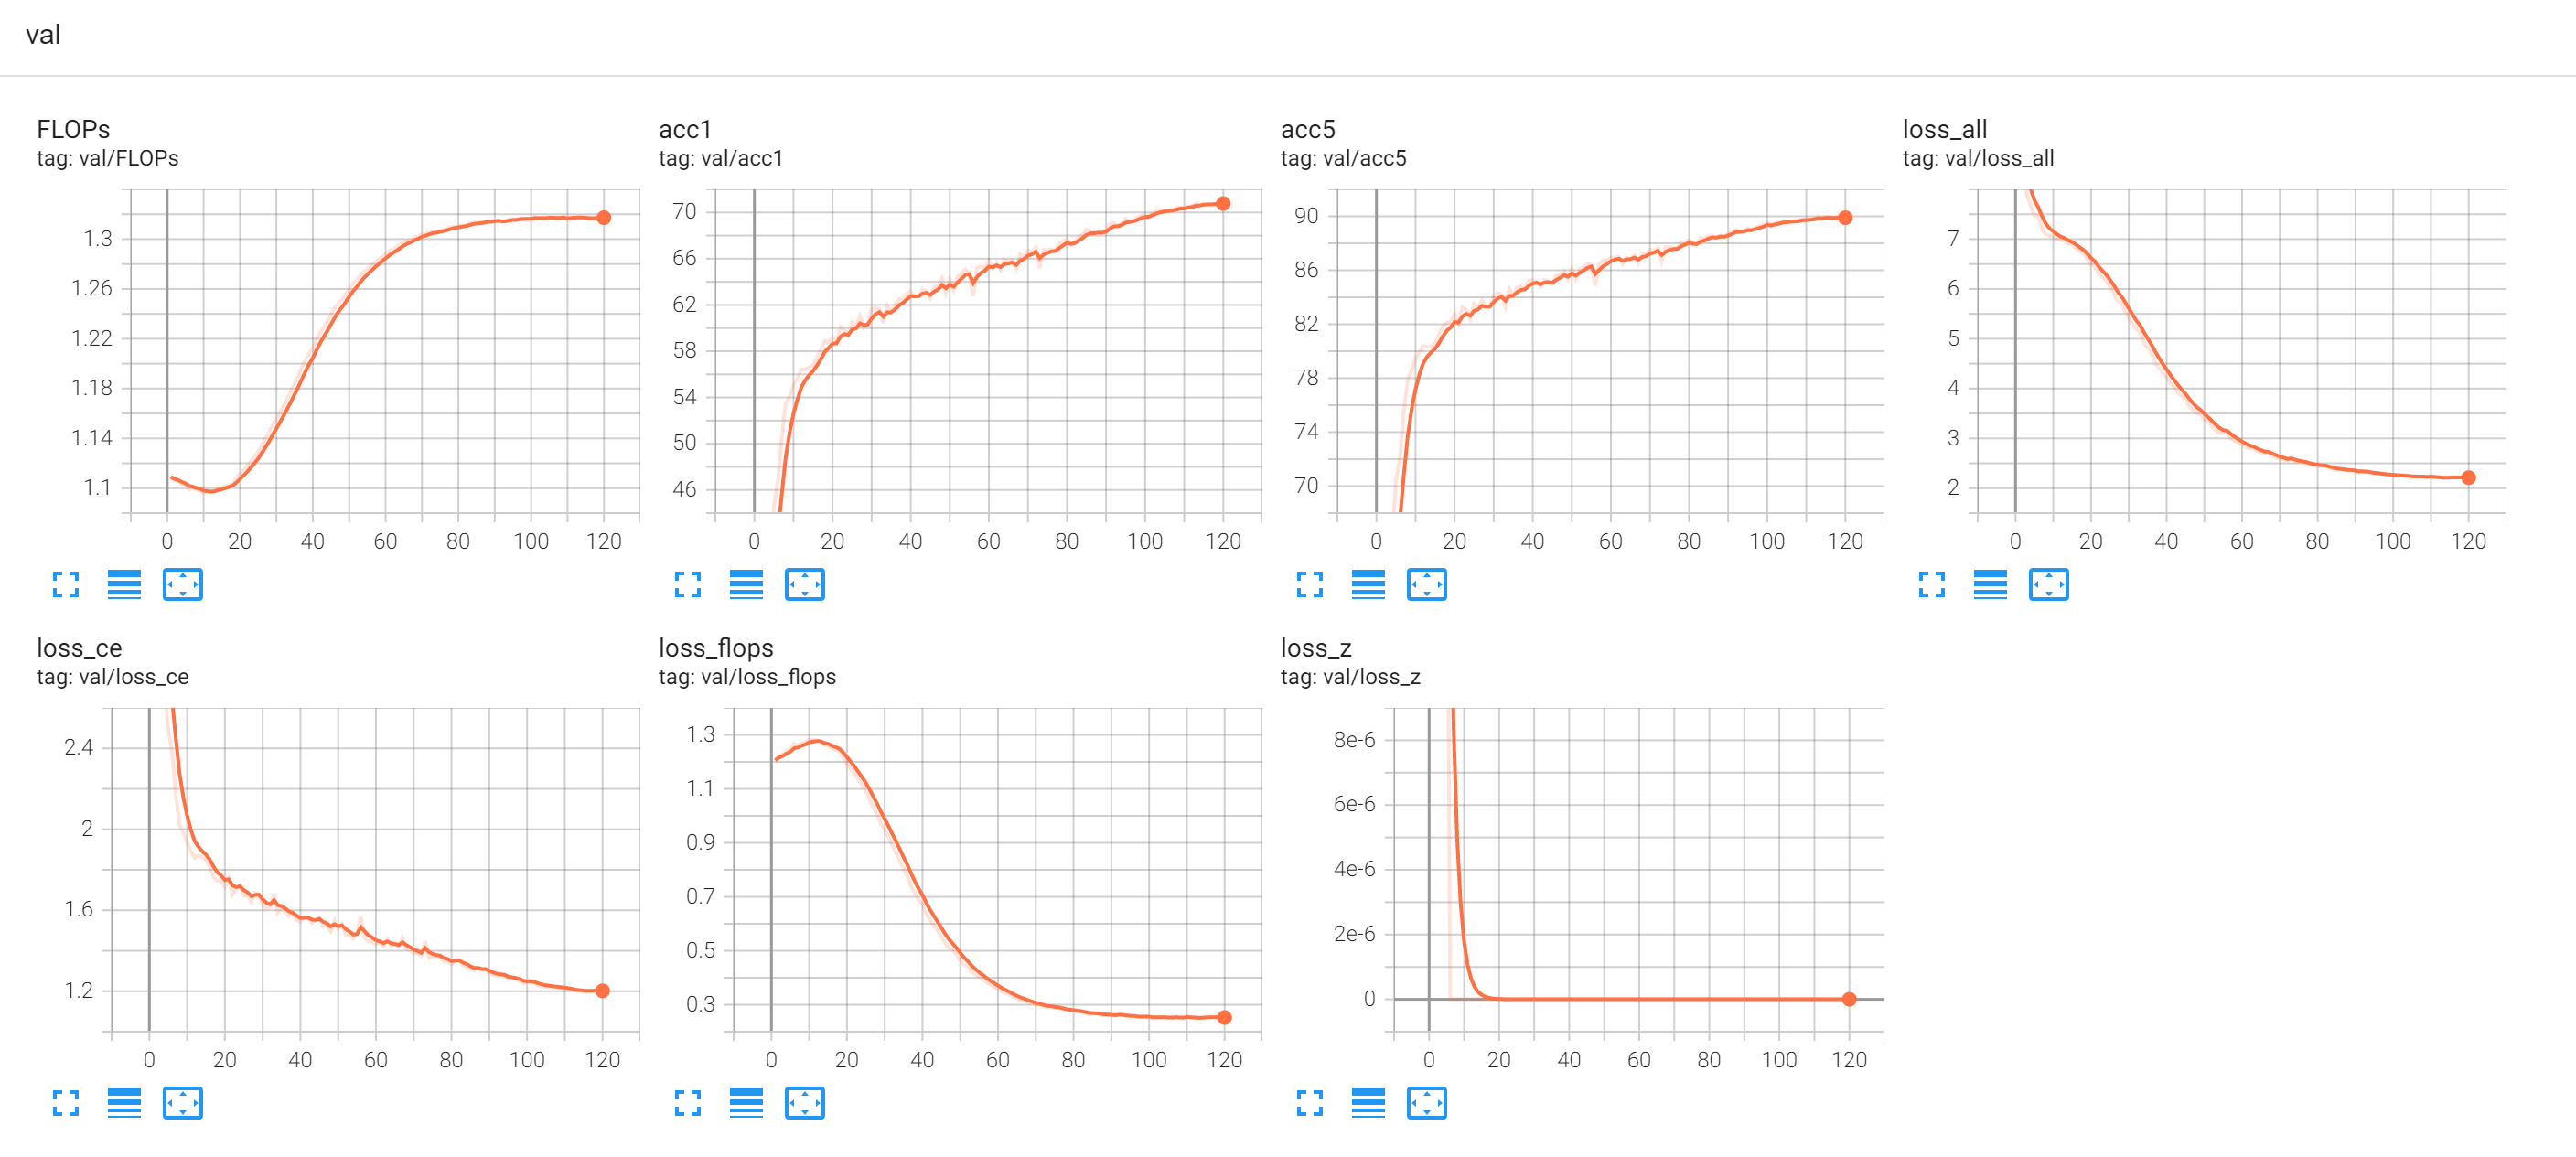 val
FLOPs
tag: val/FLOPs
1.3
1.26
1.22
1.18
1.14
1.1
0 20 40 60 80 100 120
acc1
tag: val/acc1
70
66
62
58
54
50
46
0 20 40 60 80 100 120
acc5
tag: val/acc5
90
86
82
78
74
70
0 20 40 60 80 100 120
loss_all
tag: val/loss_all
7
6
5
4
3
2
0 20 40 60 80 100 120
loss_ce
tag: val/loss_ce
2.4
2
1.6
1.2
0 20 40 60 80 100 120
loss_flops
tag: val/loss_flops
1.3
1.1
0.9
0.7
0.5
0.3
0 20 40 60 80 100 120
loss_z
tag: val/loss_z
8e-6
6e-6
4e-6
2e-6
0
0 20 40 60 80 100 120